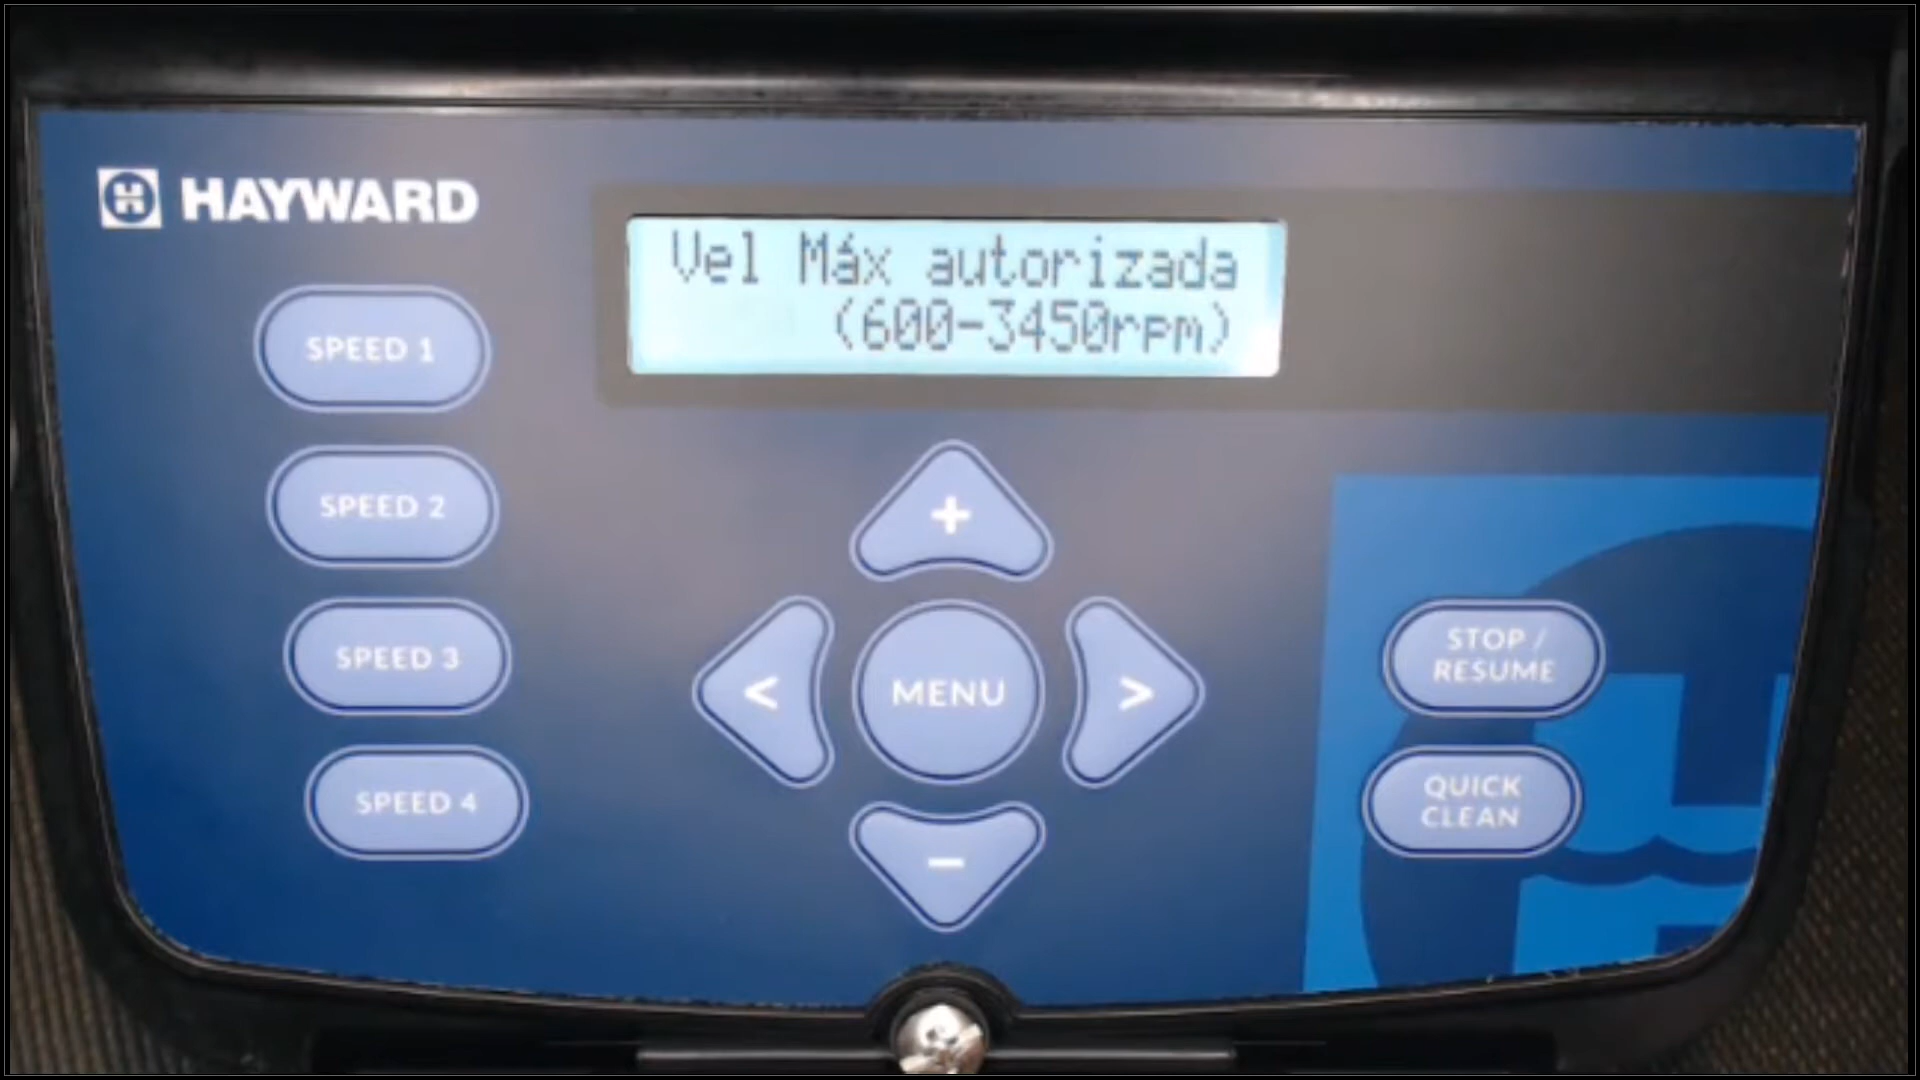 HAYWARD
Vel Máx autorizada
(600-3450rpm)
SPEED 1
SPEED 2
SPEED 3
SPEED 4
+
<
MENU
>
−
STOP /
RESUME
QUICK
CLEAN